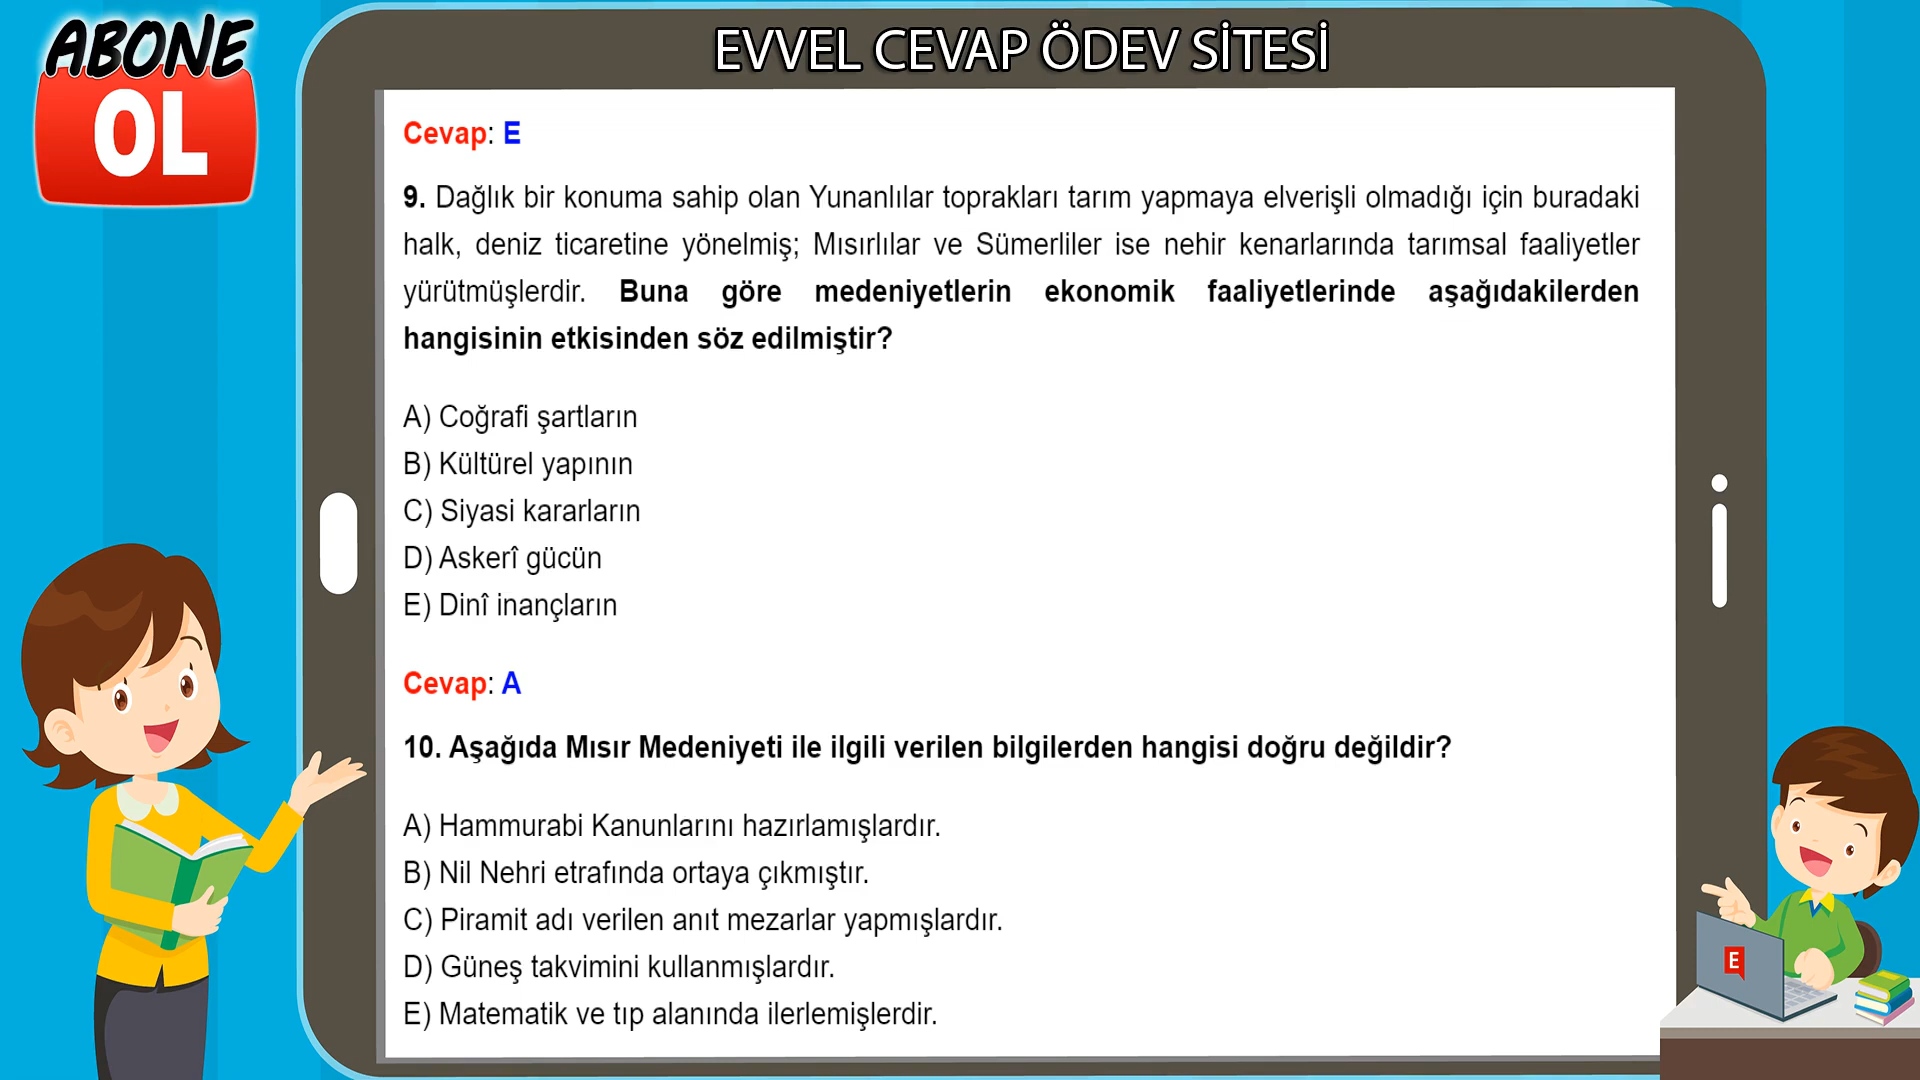 ABONE
OL
EVVEL CEVAP ÖDEV SİTESİ
Cevap: E
9. Dağlık bir konuma sahip olan Yunanlılar toprakları tarım yapmaya elverişli olmadığı için buradaki
halk, deniz ticaretine yönelmiş; Mısırlılar ve Sümerliler ise nehir kenarlarında tarımsal faaliyetler
yürütmüşlerdir. Buna göre medeniyetlerin ekonomik faaliyetlerinde aşağıdakilerden
hangisinin etkisinden söz edilmiştir?
A) Coğrafi şartların
B) Kültürel yapının
C) Siyasi kararların
D) Askerî gücün
E) Dinî inançların
Cevap: A
10. Aşağıda Mısır Medeniyeti ile ilgili verilen bilgilerden hangisi doğru değildir?
A) Hammurabi Kanunlarını hazırlamışlardır.
B) Nil Nehri etrafında ortaya çıkmıştır.
C) Piramit adı verilen anıt mezarlar yapmışlardır.
D) Güneş takvimini kullanmışlardır.
E) Matematik ve tıp alanında ilerlemişlerdir.
E